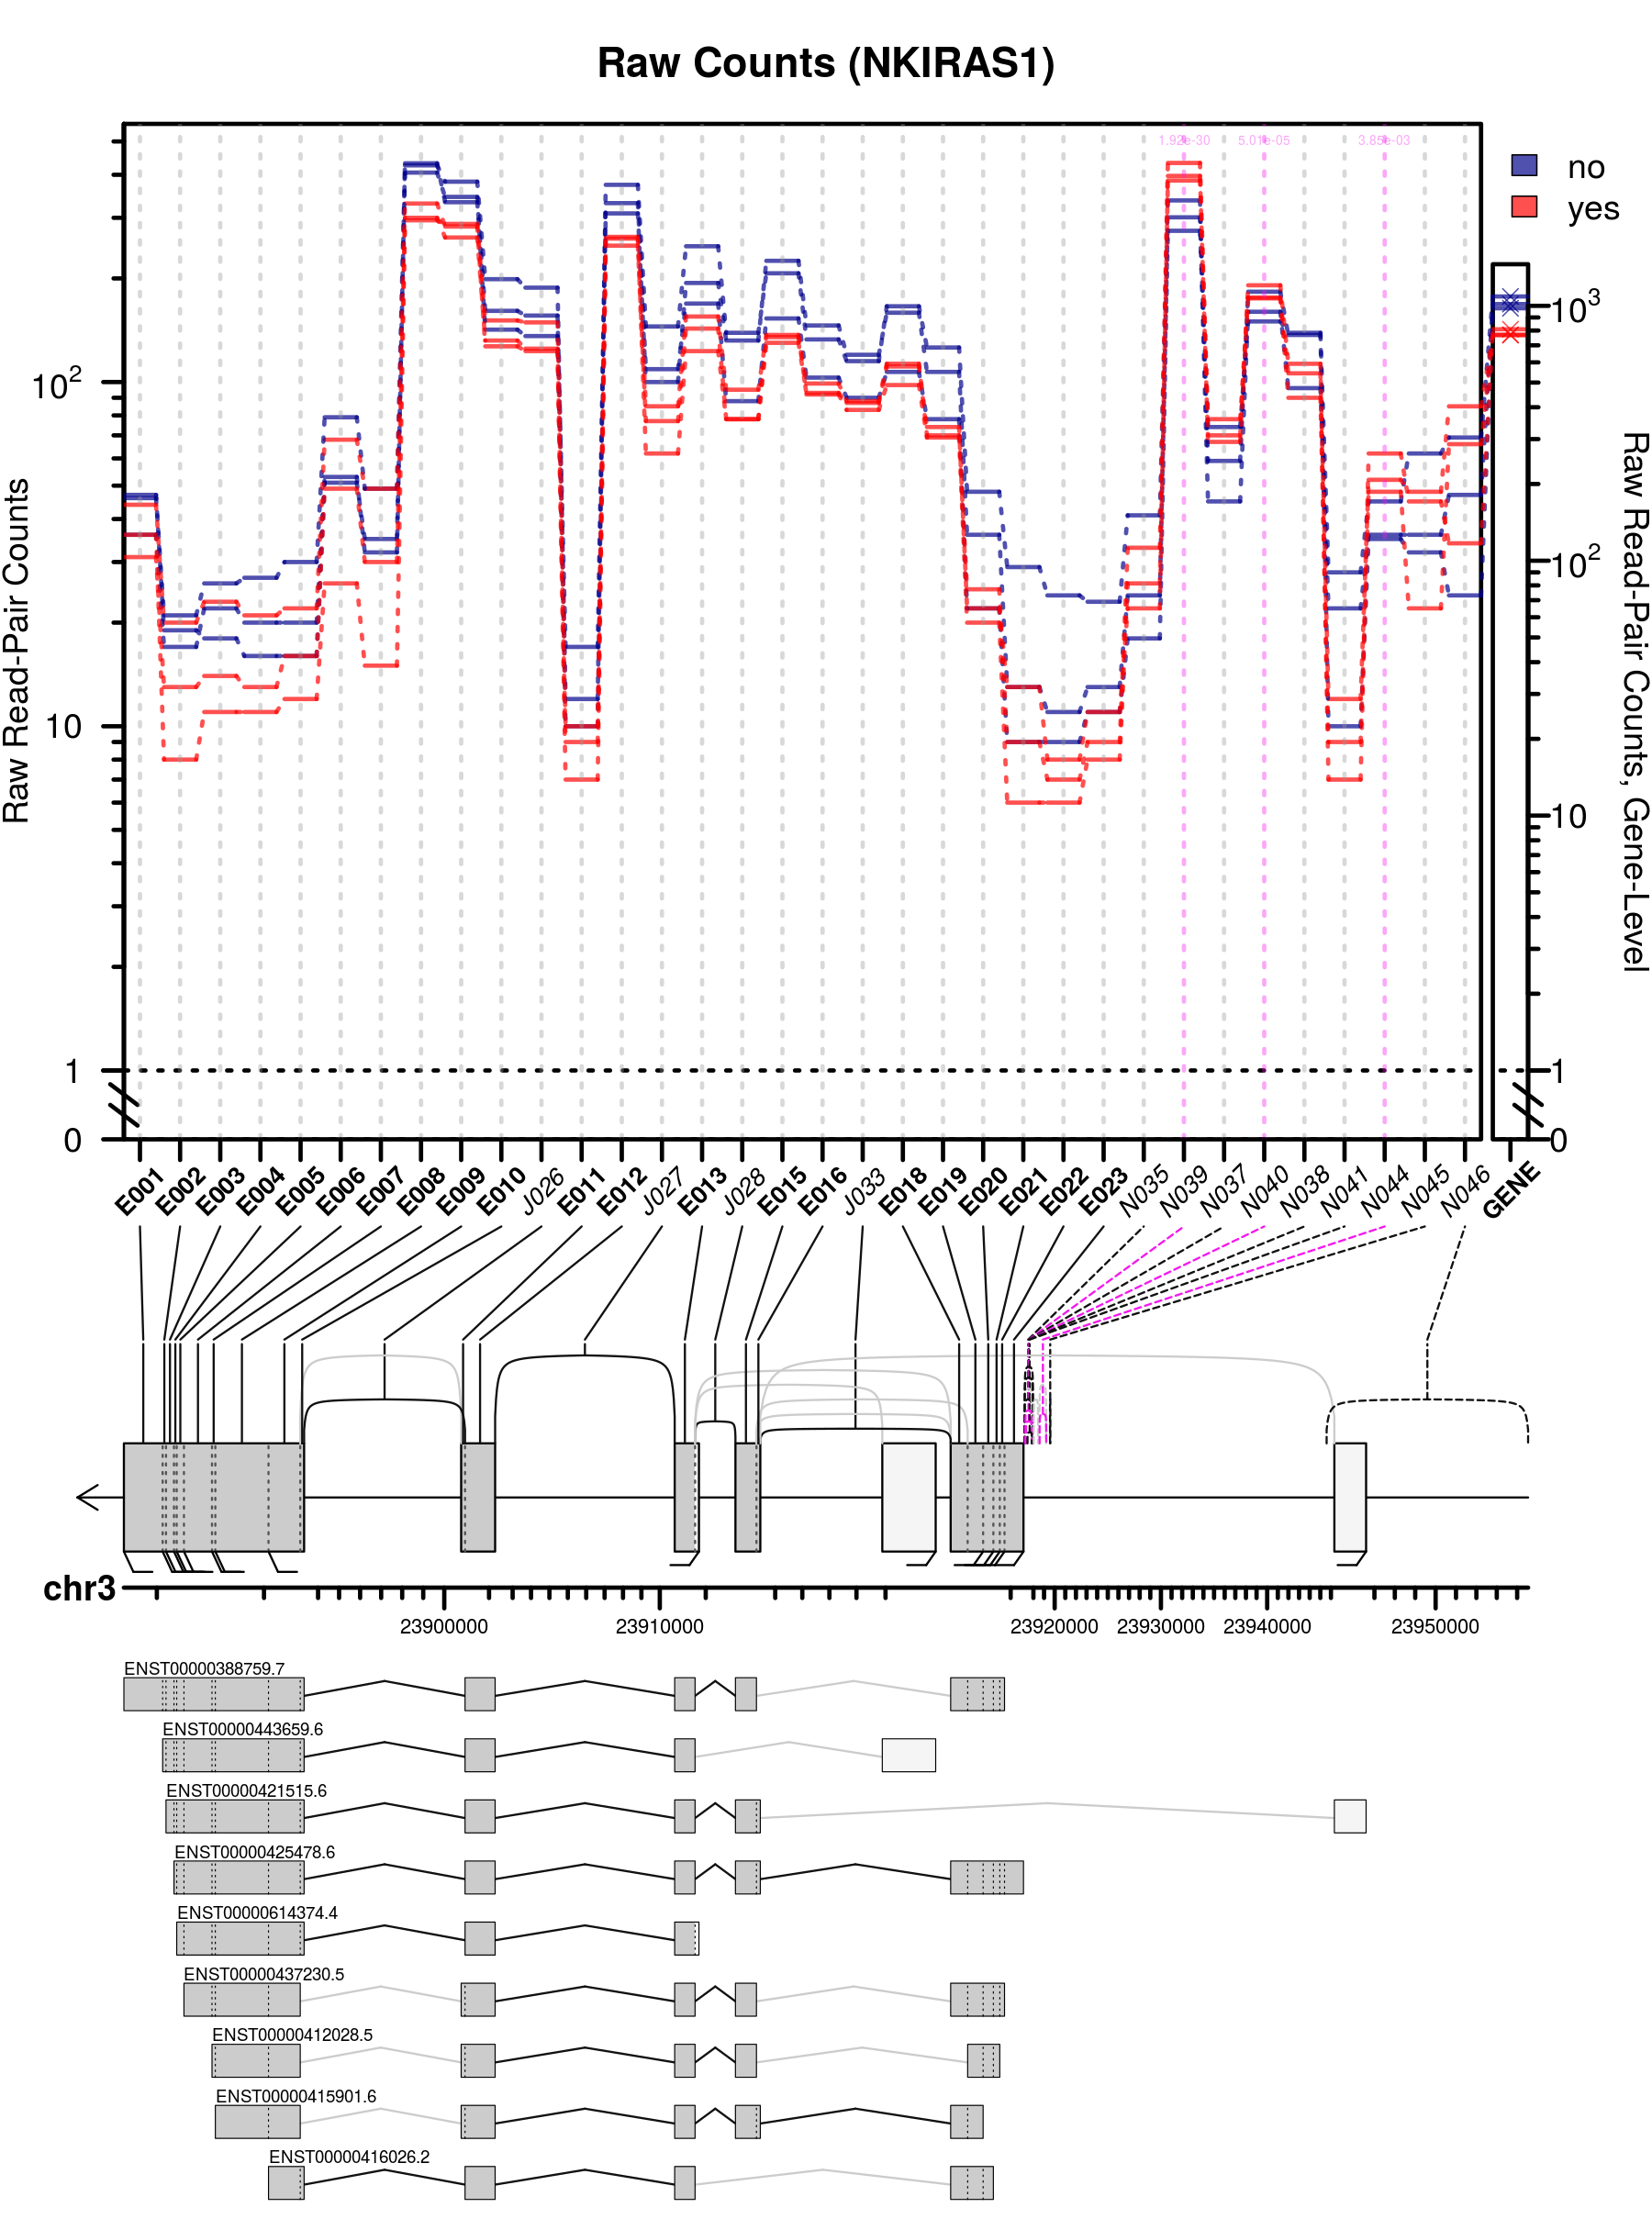 Raw Counts (NKIRAS1)
1.92e-30 5.01e-05 3.85e-03
no
yes
Raw Read-Pair Counts
10²
10
1
0
10³
10²
10
1
0
Raw Read-Pair Counts, Gene-Level
E001 E002 E003 E004 E005 E006 E007 E008 E009 E010 J026 E011 E012 J027 E013 J028 E015 E016 J033 E018 E019 E020 E021 E022 E023 N035 N039 N037 N040 N038 N041 N044 N045 N046 GENE
chr3
23900000 23910000 23920000 23930000 23940000 23950000
ENST00000388759.7
ENST00000443659.6
ENST00000421515.6
ENST00000425478.6
ENST00000614374.4
ENST00000437230.5
ENST00000412028.5
ENST00000415901.6
ENST00000416026.2